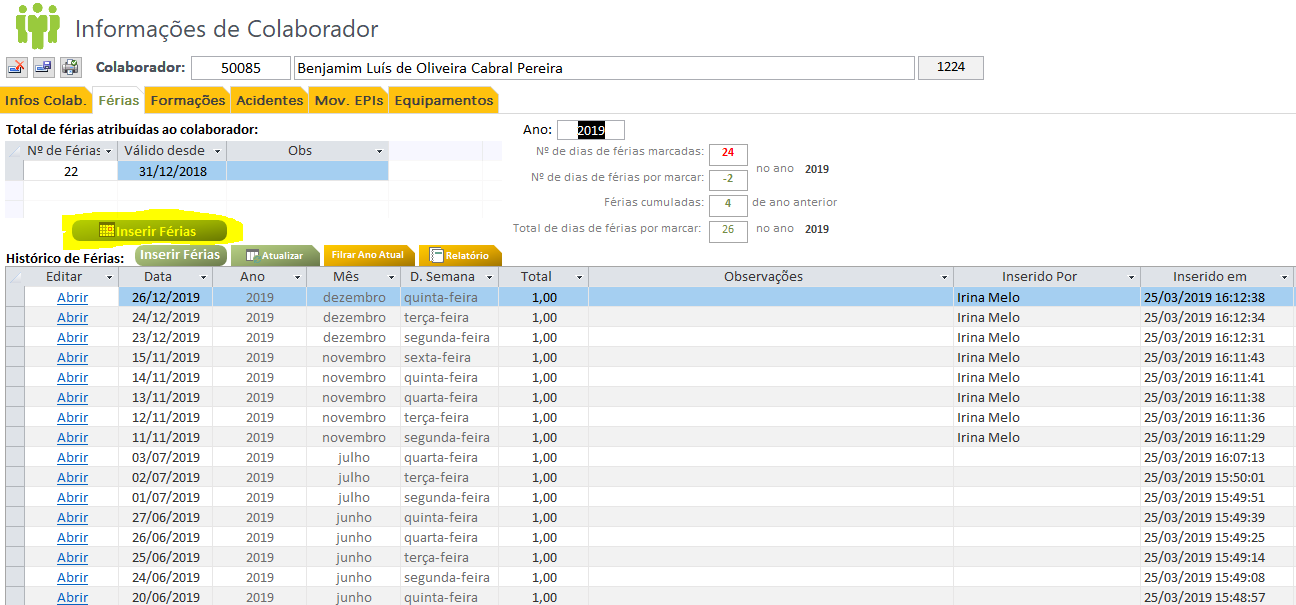 Informações de Colaborador
Colaborador: 50085 Benjamim Luís de Oliveira Cabral Pereira 1224
Infos Colab. Férias Formações Acidentes Mov. EPIs Equipamentos
Total de férias atribuídas ao colaborador:
Nº de Férias Válido desde Obs
22 31/12/2018
Ano: 2019
Nº de dias de férias marcadas: 24
Nº de dias de férias por marcar: -2
no ano 2019
Férias cumuladas: 4 de ano anterior
Total de dias de férias por marcar: 26 no ano 2019
Inserir Férias
Histórico de Férias: Inserir Férias Atualizar Filrar Ano Atual Relatório
Editar Data Ano Mês D. Semana Total Observações Inserido Por Inserido em
Abrir 26/12/2019 2019 dezembro quinta-feira 1,00 Irina Melo 25/03/2019 16:12:38
Abrir 24/12/2019 2019 dezembro terça-feira 1,00 Irina Melo 25/03/2019 16:12:34
Abrir 23/12/2019 2019 dezembro segunda-feira 1,00 Irina Melo 25/03/2019 16:12:31
Abrir 15/11/2019 2019 novembro sexta-feira 1,00 Irina Melo 25/03/2019 16:11:43
Abrir 14/11/2019 2019 novembro quinta-feira 1,00 Irina Melo 25/03/2019 16:11:41
Abrir 13/11/2019 2019 novembro quarta-feira 1,00 Irina Melo 25/03/2019 16:11:38
Abrir 12/11/2019 2019 novembro terça-feira 1,00 Irina Melo 25/03/2019 16:11:36
Abrir 11/11/2019 2019 novembro segunda-feira 1,00 Irina Melo 25/03/2019 16:11:29
Abrir 03/07/2019 2019 julho quarta-feira 1,00 25/03/2019 16:07:13
Abrir 02/07/2019 2019 julho terça-feira 1,00 25/03/2019 15:50:01
Abrir 01/07/2019 2019 julho segunda-feira 1,00 25/03/2019 15:49:51
Abrir 27/06/2019 2019 junho quinta-feira 1,00 25/03/2019 15:49:39
Abrir 26/06/2019 2019 junho quarta-feira 1,00 25/03/2019 15:49:25
Abrir 25/06/2019 2019 junho terça-feira 1,00 25/03/2019 15:49:14
Abrir 24/06/2019 2019 junho segunda-feira 1,00 25/03/2019 15:49:08
Abrir 20/06/2019 2019 junho quinta-feira 1,00 25/03/2019 15:48:57